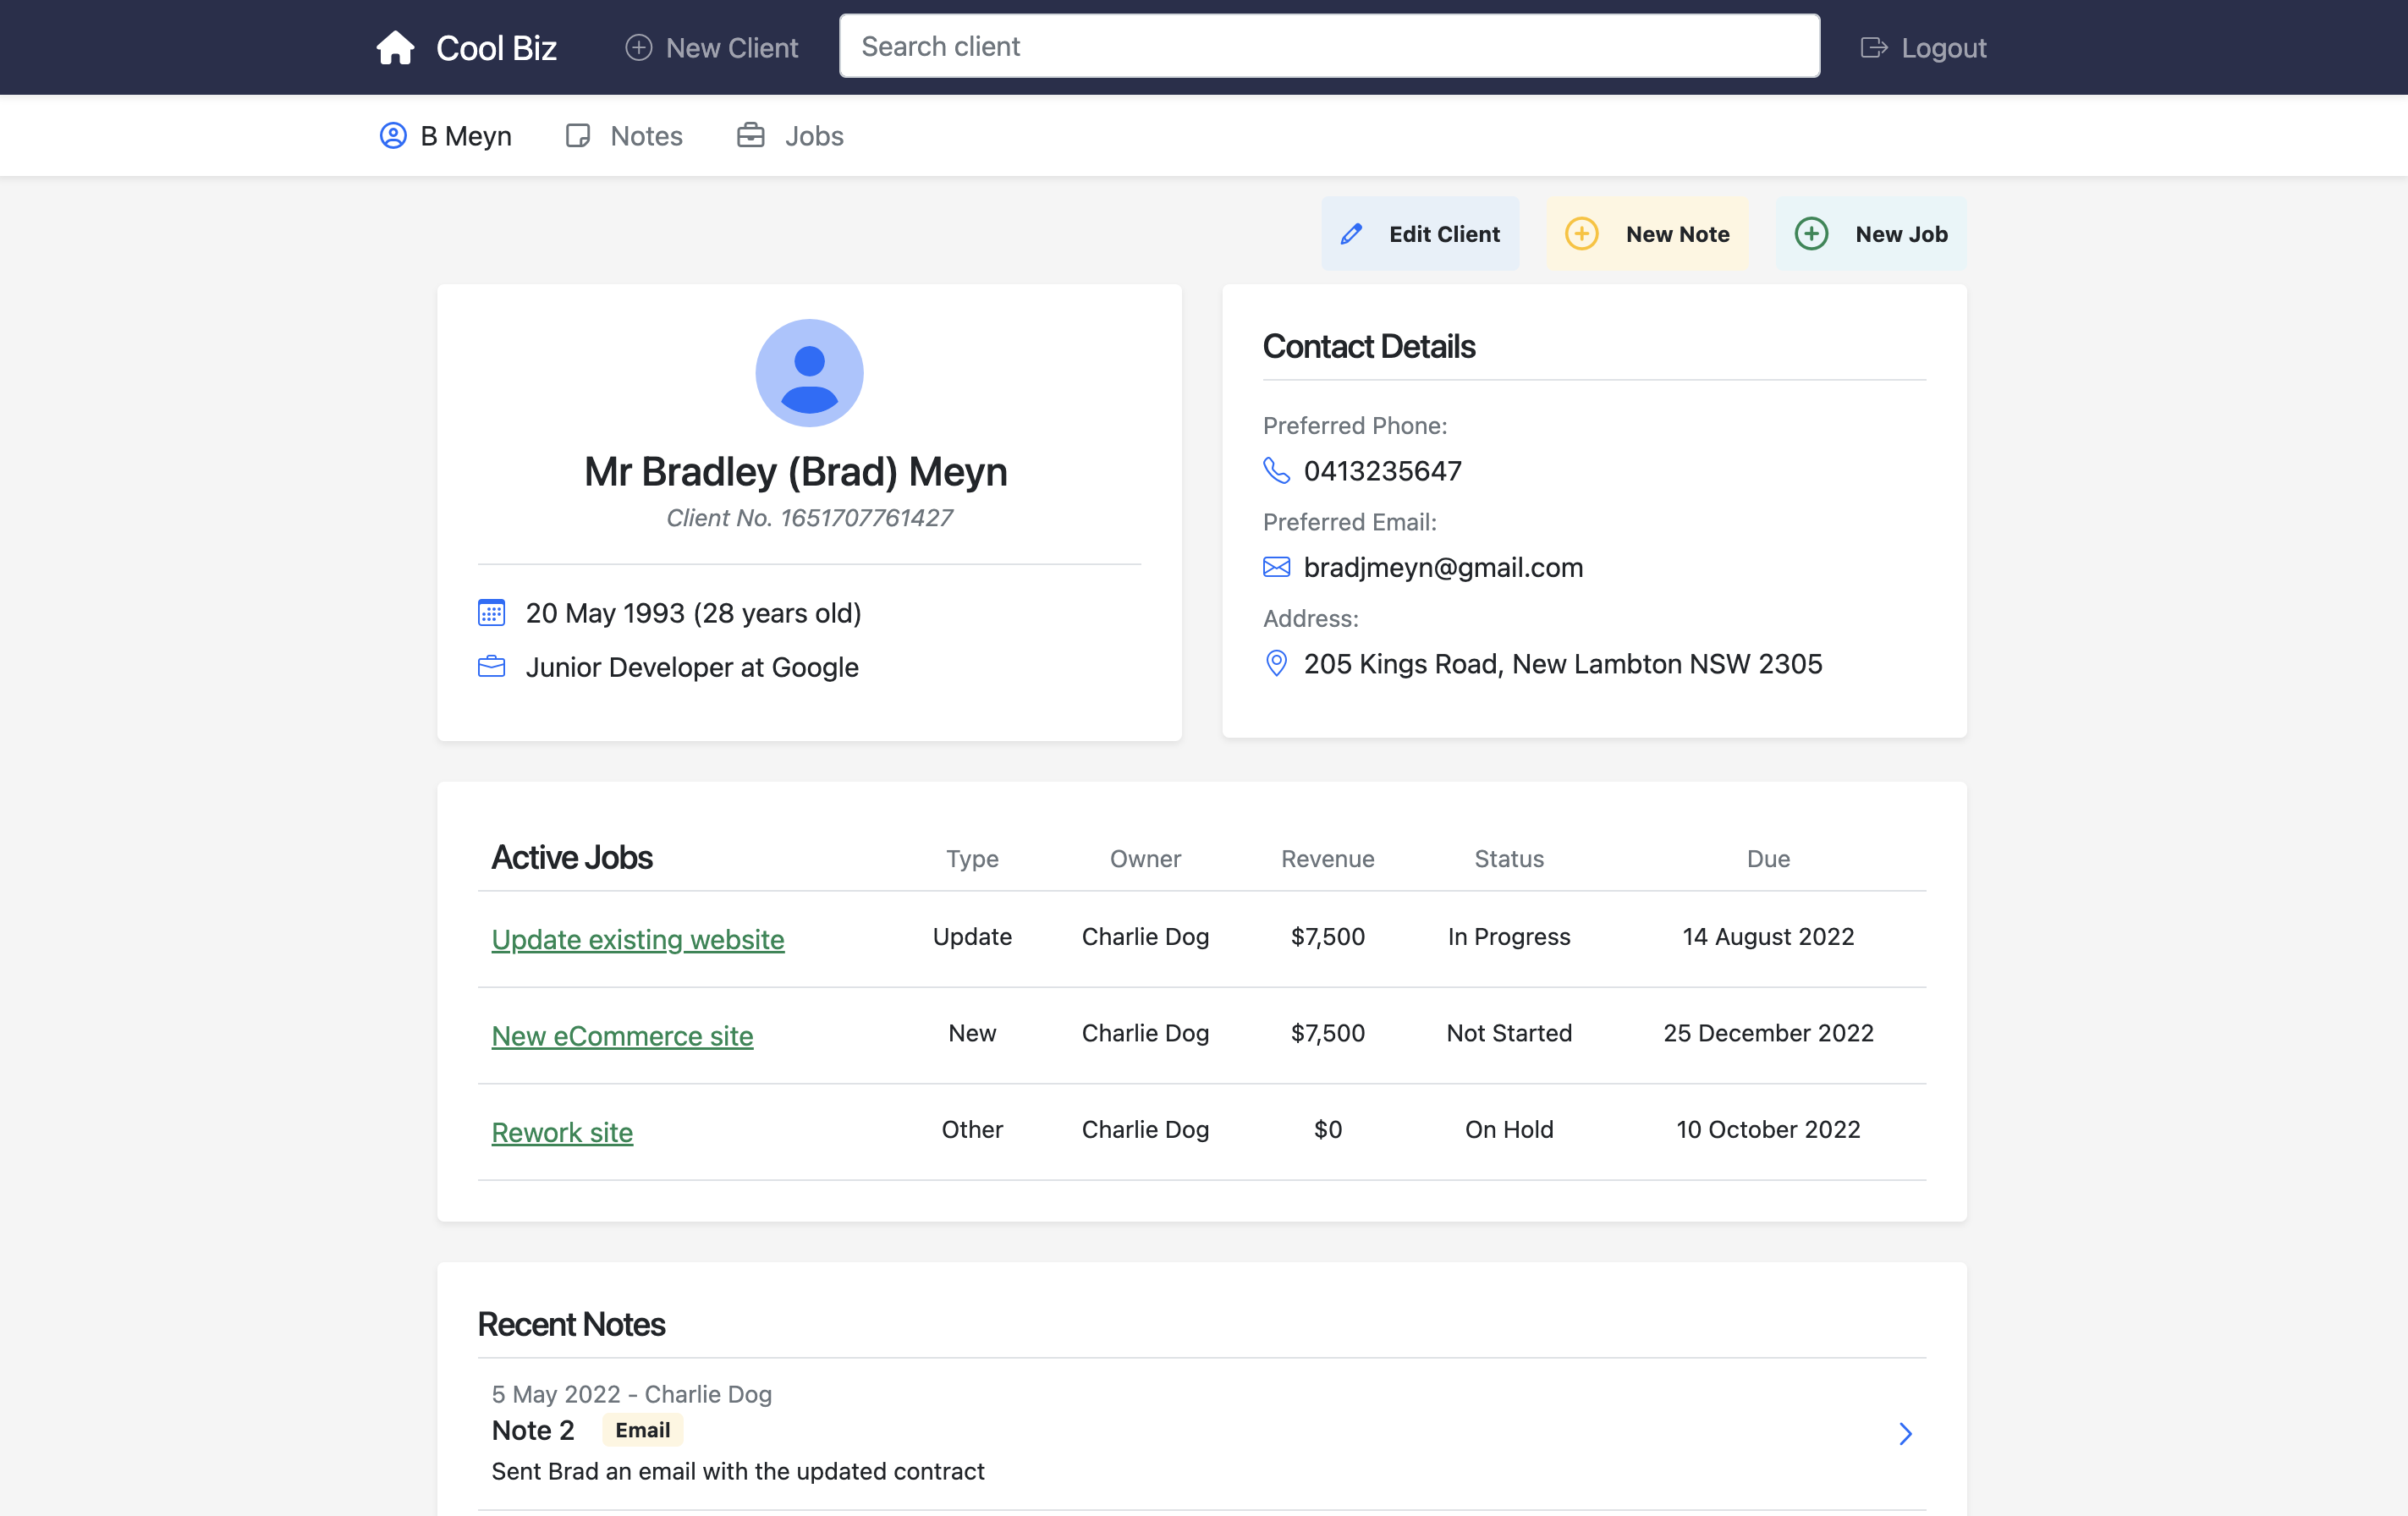 Cool Biz New Client Search client Logout
B Meyn Notes Jobs
Edit Client New Note New Job
Mr Bradley (Brad) Meyn
Client No. 1651707761427
20 May 1993 (28 years old)
Junior Developer at Google
Contact Details
Preferred Phone:
0413235647
Preferred Email:
bradjmeyn@gmail.com
Address:
205 Kings Road, New Lambton NSW 2305
Active Jobs Type Owner Revenue Status Due
Update existing website Update Charlie Dog $7,500 In Progress 14 August 2022
New eCommerce site New Charlie Dog $7,500 Not Started 25 December 2022
Rework site Other Charlie Dog $0 On Hold 10 October 2022
Recent Notes
5 May 2022 - Charlie Dog
Note 2 Email
Sent Brad an email with the updated contract